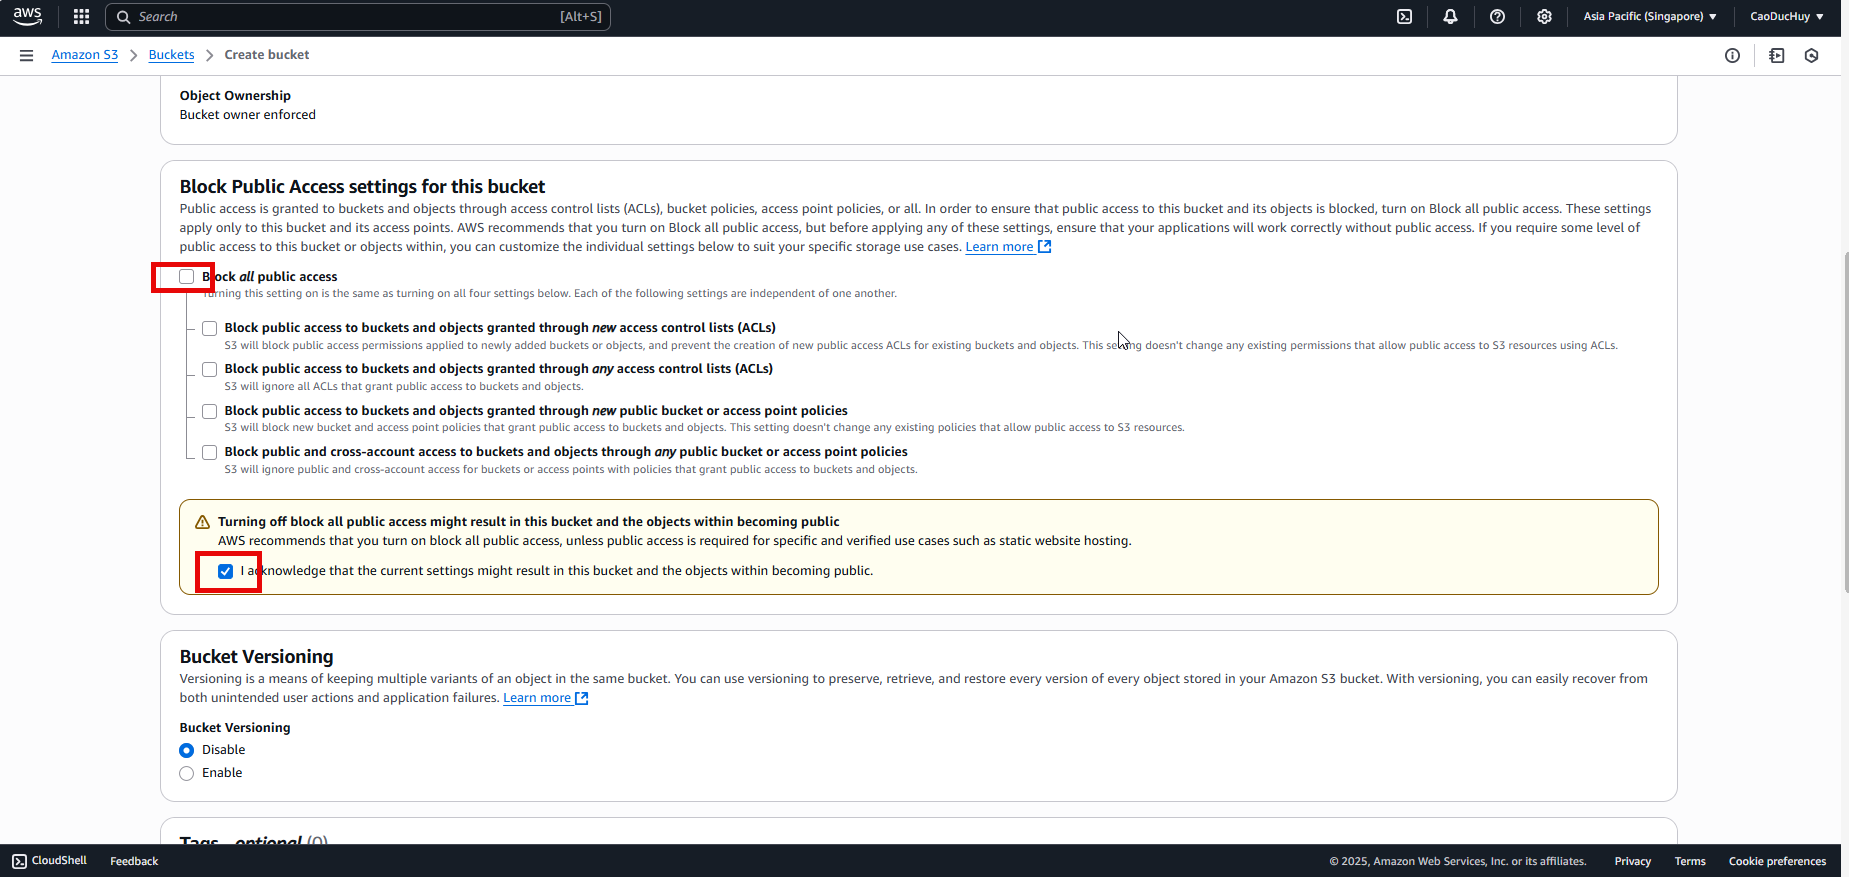 aws
Search
[Alt+S]
Asia Pacific (Singapore)
CaoDucHuy
Amazon S3 > Buckets > Create bucket
Object Ownership
Bucket owner enforced
Block Public Access settings for this bucket
Public access is granted to buckets and objects through access control lists (ACLs), bucket policies, access point policies, or all. In order to ensure that public access to this bucket and its objects is blocked, turn on Block all public access. These settings
apply only to this bucket and its access points. AWS recommends that you turn on Block all public access, but before applying any of these settings, ensure that your applications will work correctly without public access. If you require some level of
public access to this bucket or objects within, you can customize the individual settings below to suit your specific storage use cases. Learn more
Block all public access
Turning this setting on is the same as turning on all four settings below. Each of the following settings are independent of one another.
Block public access to buckets and objects granted through new access control lists (ACLs)
S3 will block public access permissions applied to newly added buckets or objects, and prevent the creation of new public access ACLs for existing buckets and objects. This setting doesn't change any existing permissions that allow public access to S3 resources using ACLs.
Block public access to buckets and objects granted through any access control lists (ACLs)
S3 will ignore all ACLs that grant public access to buckets and objects.
Block public access to buckets and objects granted through new public bucket or access point policies
S3 will block new bucket and access point policies that grant public access to buckets and objects. This setting doesn't change any existing policies that allow public access to S3 resources.
Block public and cross-account access to buckets and objects through any public bucket or access point policies
S3 will ignore public and cross-account access for buckets or access points with policies that grant public access to buckets and objects.
Turning off block all public access might result in this bucket and the objects within becoming public
AWS recommends that you turn on block all public access, unless public access is required for specific and verified use cases such as static website hosting.
I acknowledge that the current settings might result in this bucket and the objects within becoming public.
Bucket Versioning
Versioning is a means of keeping multiple variants of an object in the same bucket. You can use versioning to preserve, retrieve, and restore every version of every object stored in your Amazon S3 bucket. With versioning, you can easily recover from
both unintended user actions and application failures. Learn more
Bucket Versioning
Disable
Enable
Tags - optional (0)
CloudShell
Feedback
© 2025, Amazon Web Services, Inc. or its affiliates.
Privacy
Terms
Cookie preferences